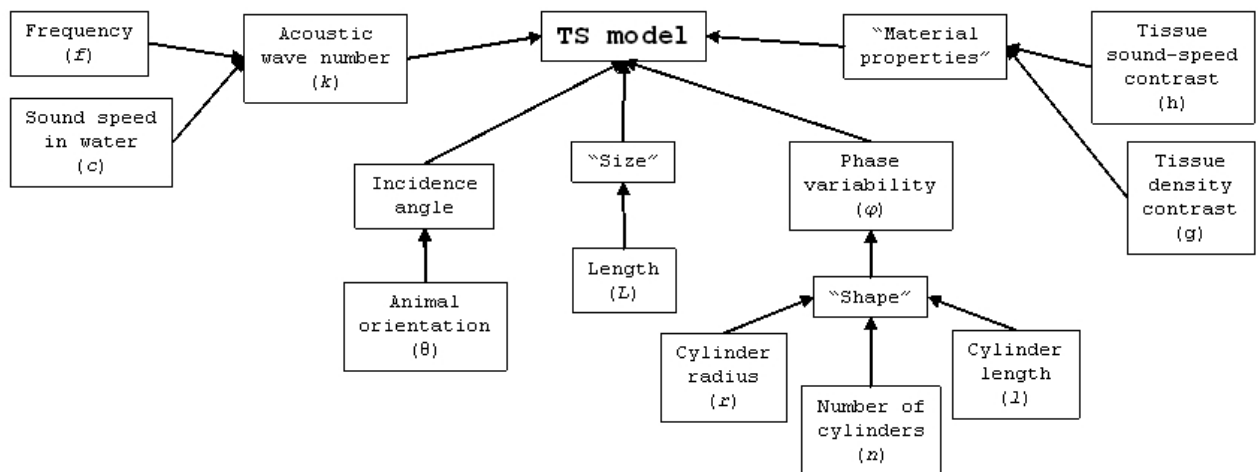 Frequency
(f)
Sound speed
in water
(c)
Acoustic
wave number
(k)
TS model
“Material
properties”
Tissue
sound-speed
contrast
(h)
Tissue
density
contrast
(g)
Incidence
angle
Animal
orientation
(θ)
“Size”
Length
(L)
Phase
variability
(φ)
“Shape”
Cylinder
radius
(r)
Number of
cylinders
(n)
Cylinder
length
(l)